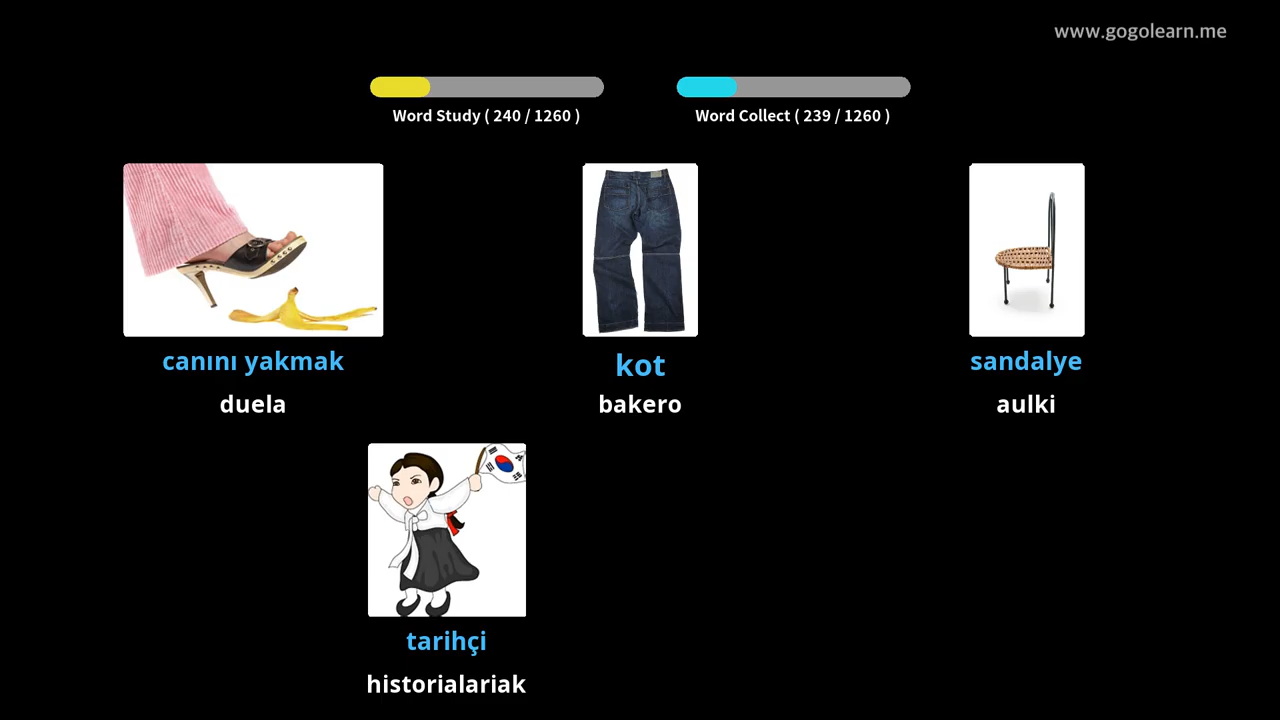 www.gogolearn.me
Word Study ( 240 / 1260 )
Word Collect ( 239 / 1260 )
canını yakmak
duela
kot
bakero
sandalye
aulki
tarihçi
historialariak